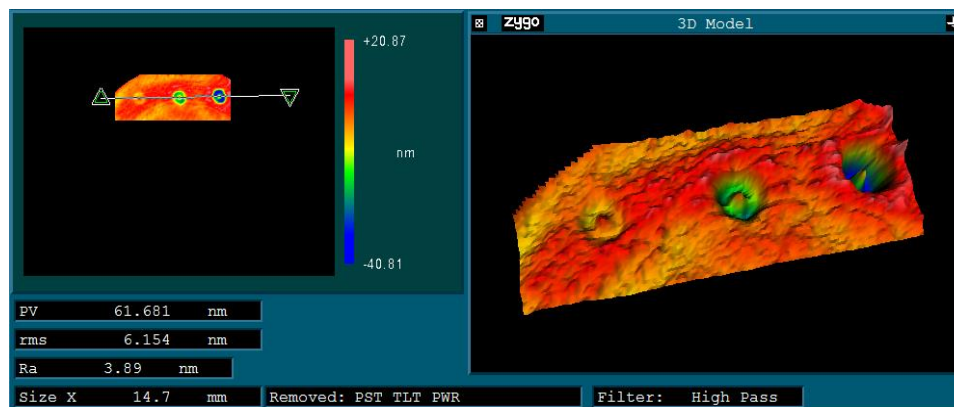 +20.87
nm
-40.81
zygo 3D Model
PV 61.681 nm
rms 6.154 nm
Ra 3.89 nm
Size X 14.7 mm
Removed: PST TLT PWR
Filter: High Pass